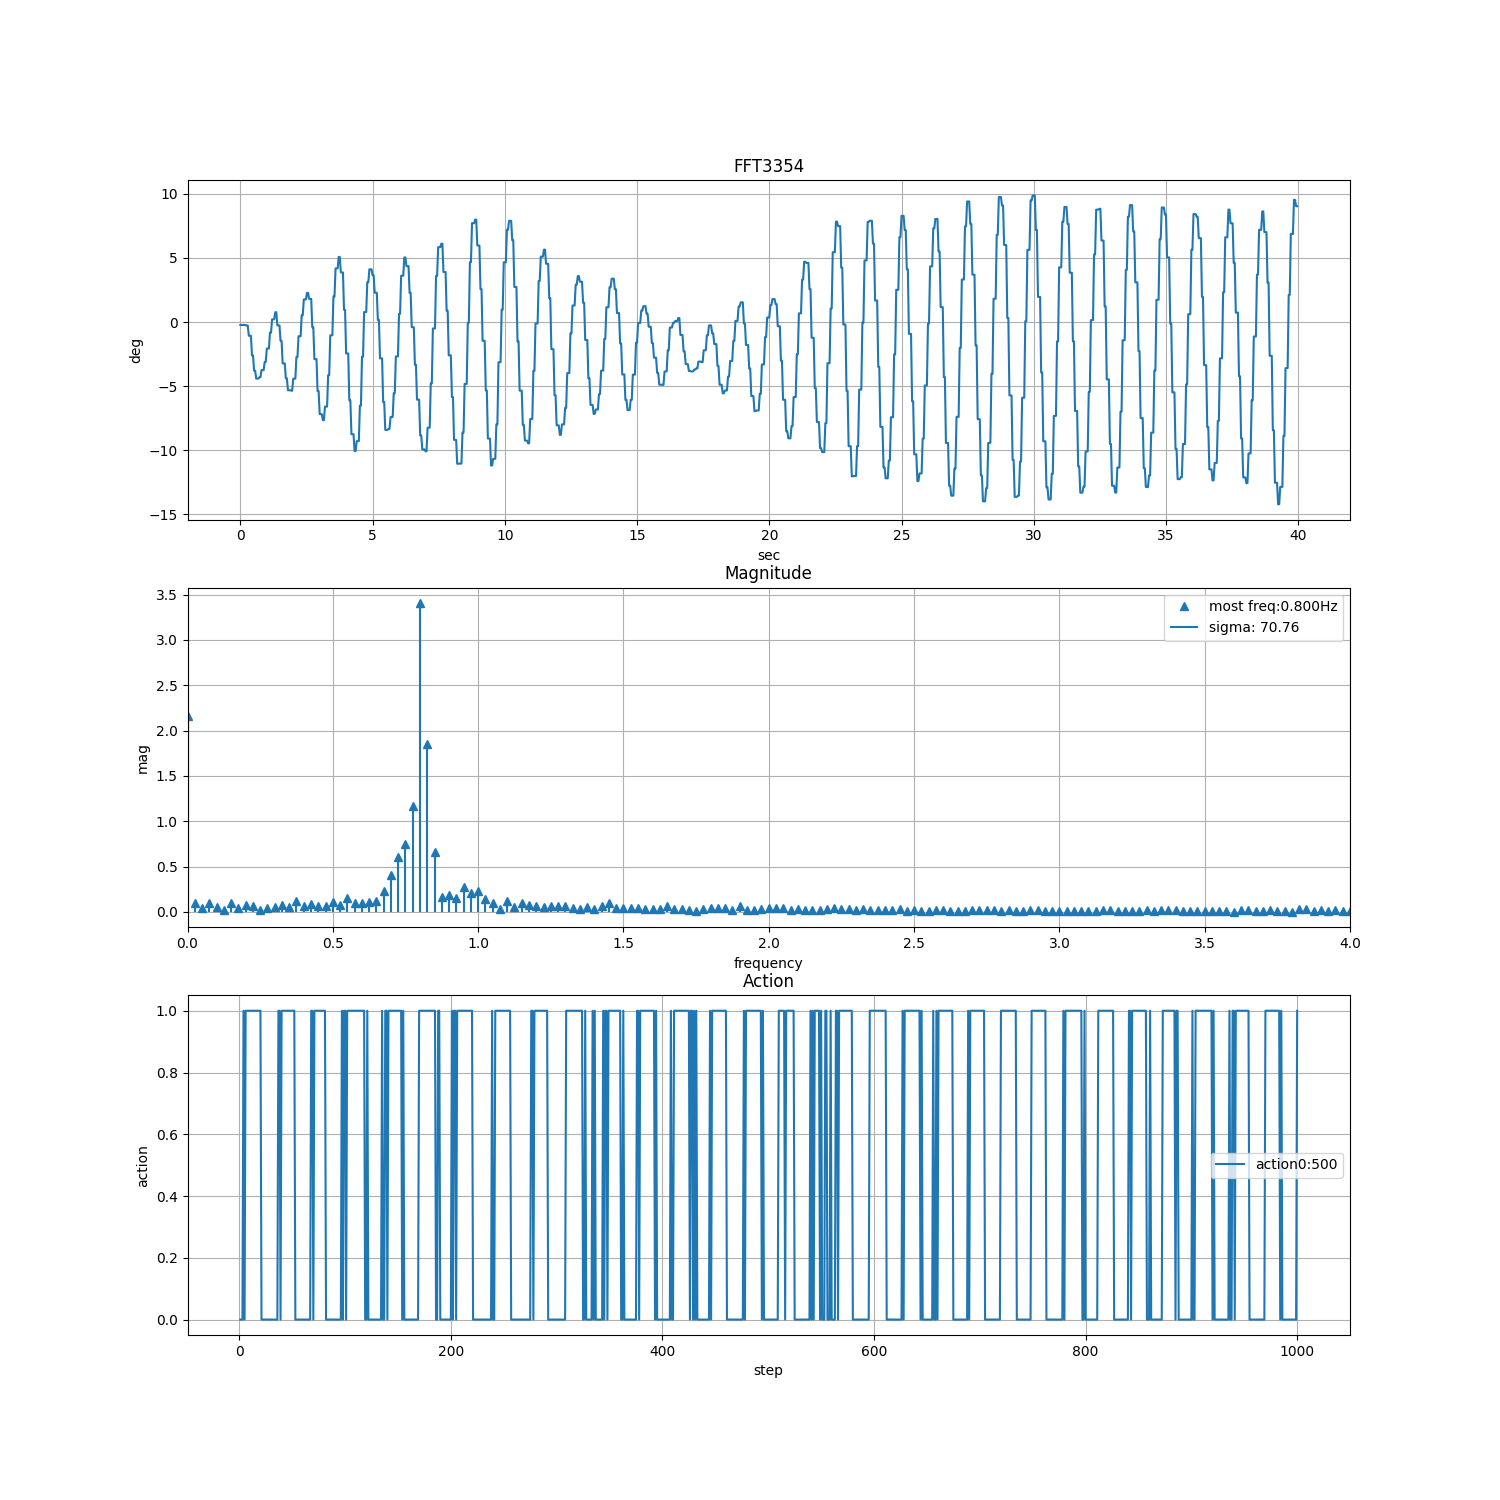 FFT3354
10
5
0
−5
−10
−15
deg
0 5 10 15 20 25 30 35 40
sec
Magnitude
3.5
3.0
2.5
2.0
1.5
1.0
0.5
0.0
mag
most freq:0.800Hz
sigma: 70.76
0.0 0.5 1.0 1.5 2.0 2.5 3.0 3.5 4.0
frequency
Action
1.0
0.8
0.6
0.4
0.2
0.0
action
action0:500
0 200 400 600 800 1000
step